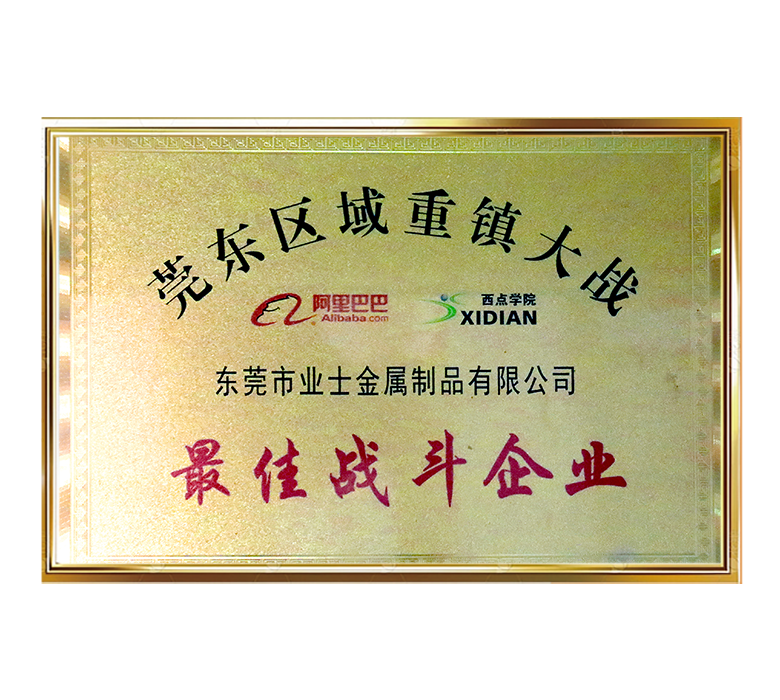 莞东区域重镇大战
阿里巴巴
Alibaba.com
西点学院
XIDIAN
东莞市业士金属制品有限公司
最佳战斗企业